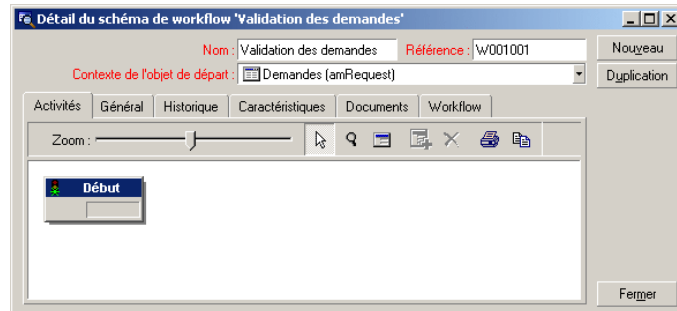 Détail du schéma de workflow 'Validation des demandes'
Nom : Validation des demandes Référence : W001001 Nouveau
Contexte de l'objet de départ : Demandes (amRequest) Duplication
Activités Général Historique Caractéristiques Documents Workflow
Zoom :
Début
Fermer